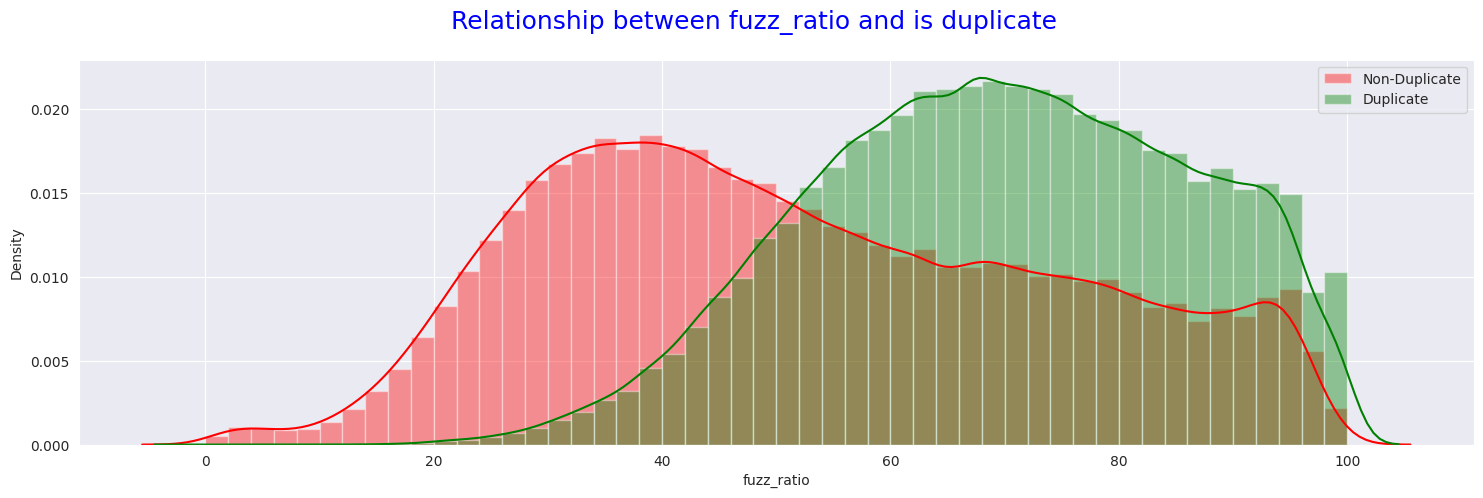 Relationship between fuzz_ratio and is duplicate
Non-Duplicate
Duplicate
Density
0.020
0.015
0.010
0.005
0.000
0
20
40
60
80
100
fuzz_ratio